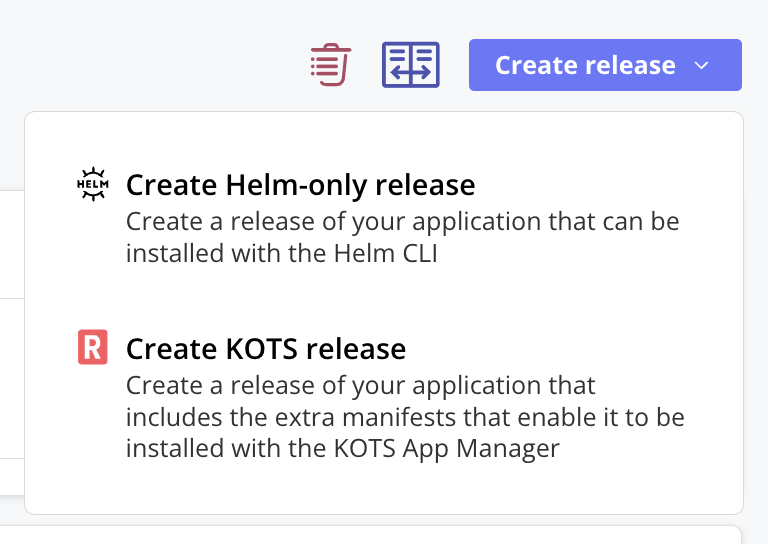 Create release
HELM
Create Helm-only release
Create a release of your application that can be
installed with the Helm CLI
R
Create KOTS release
Create a release of your application that
includes the extra manifests that enable it to be
installed with the KOTS App Manager